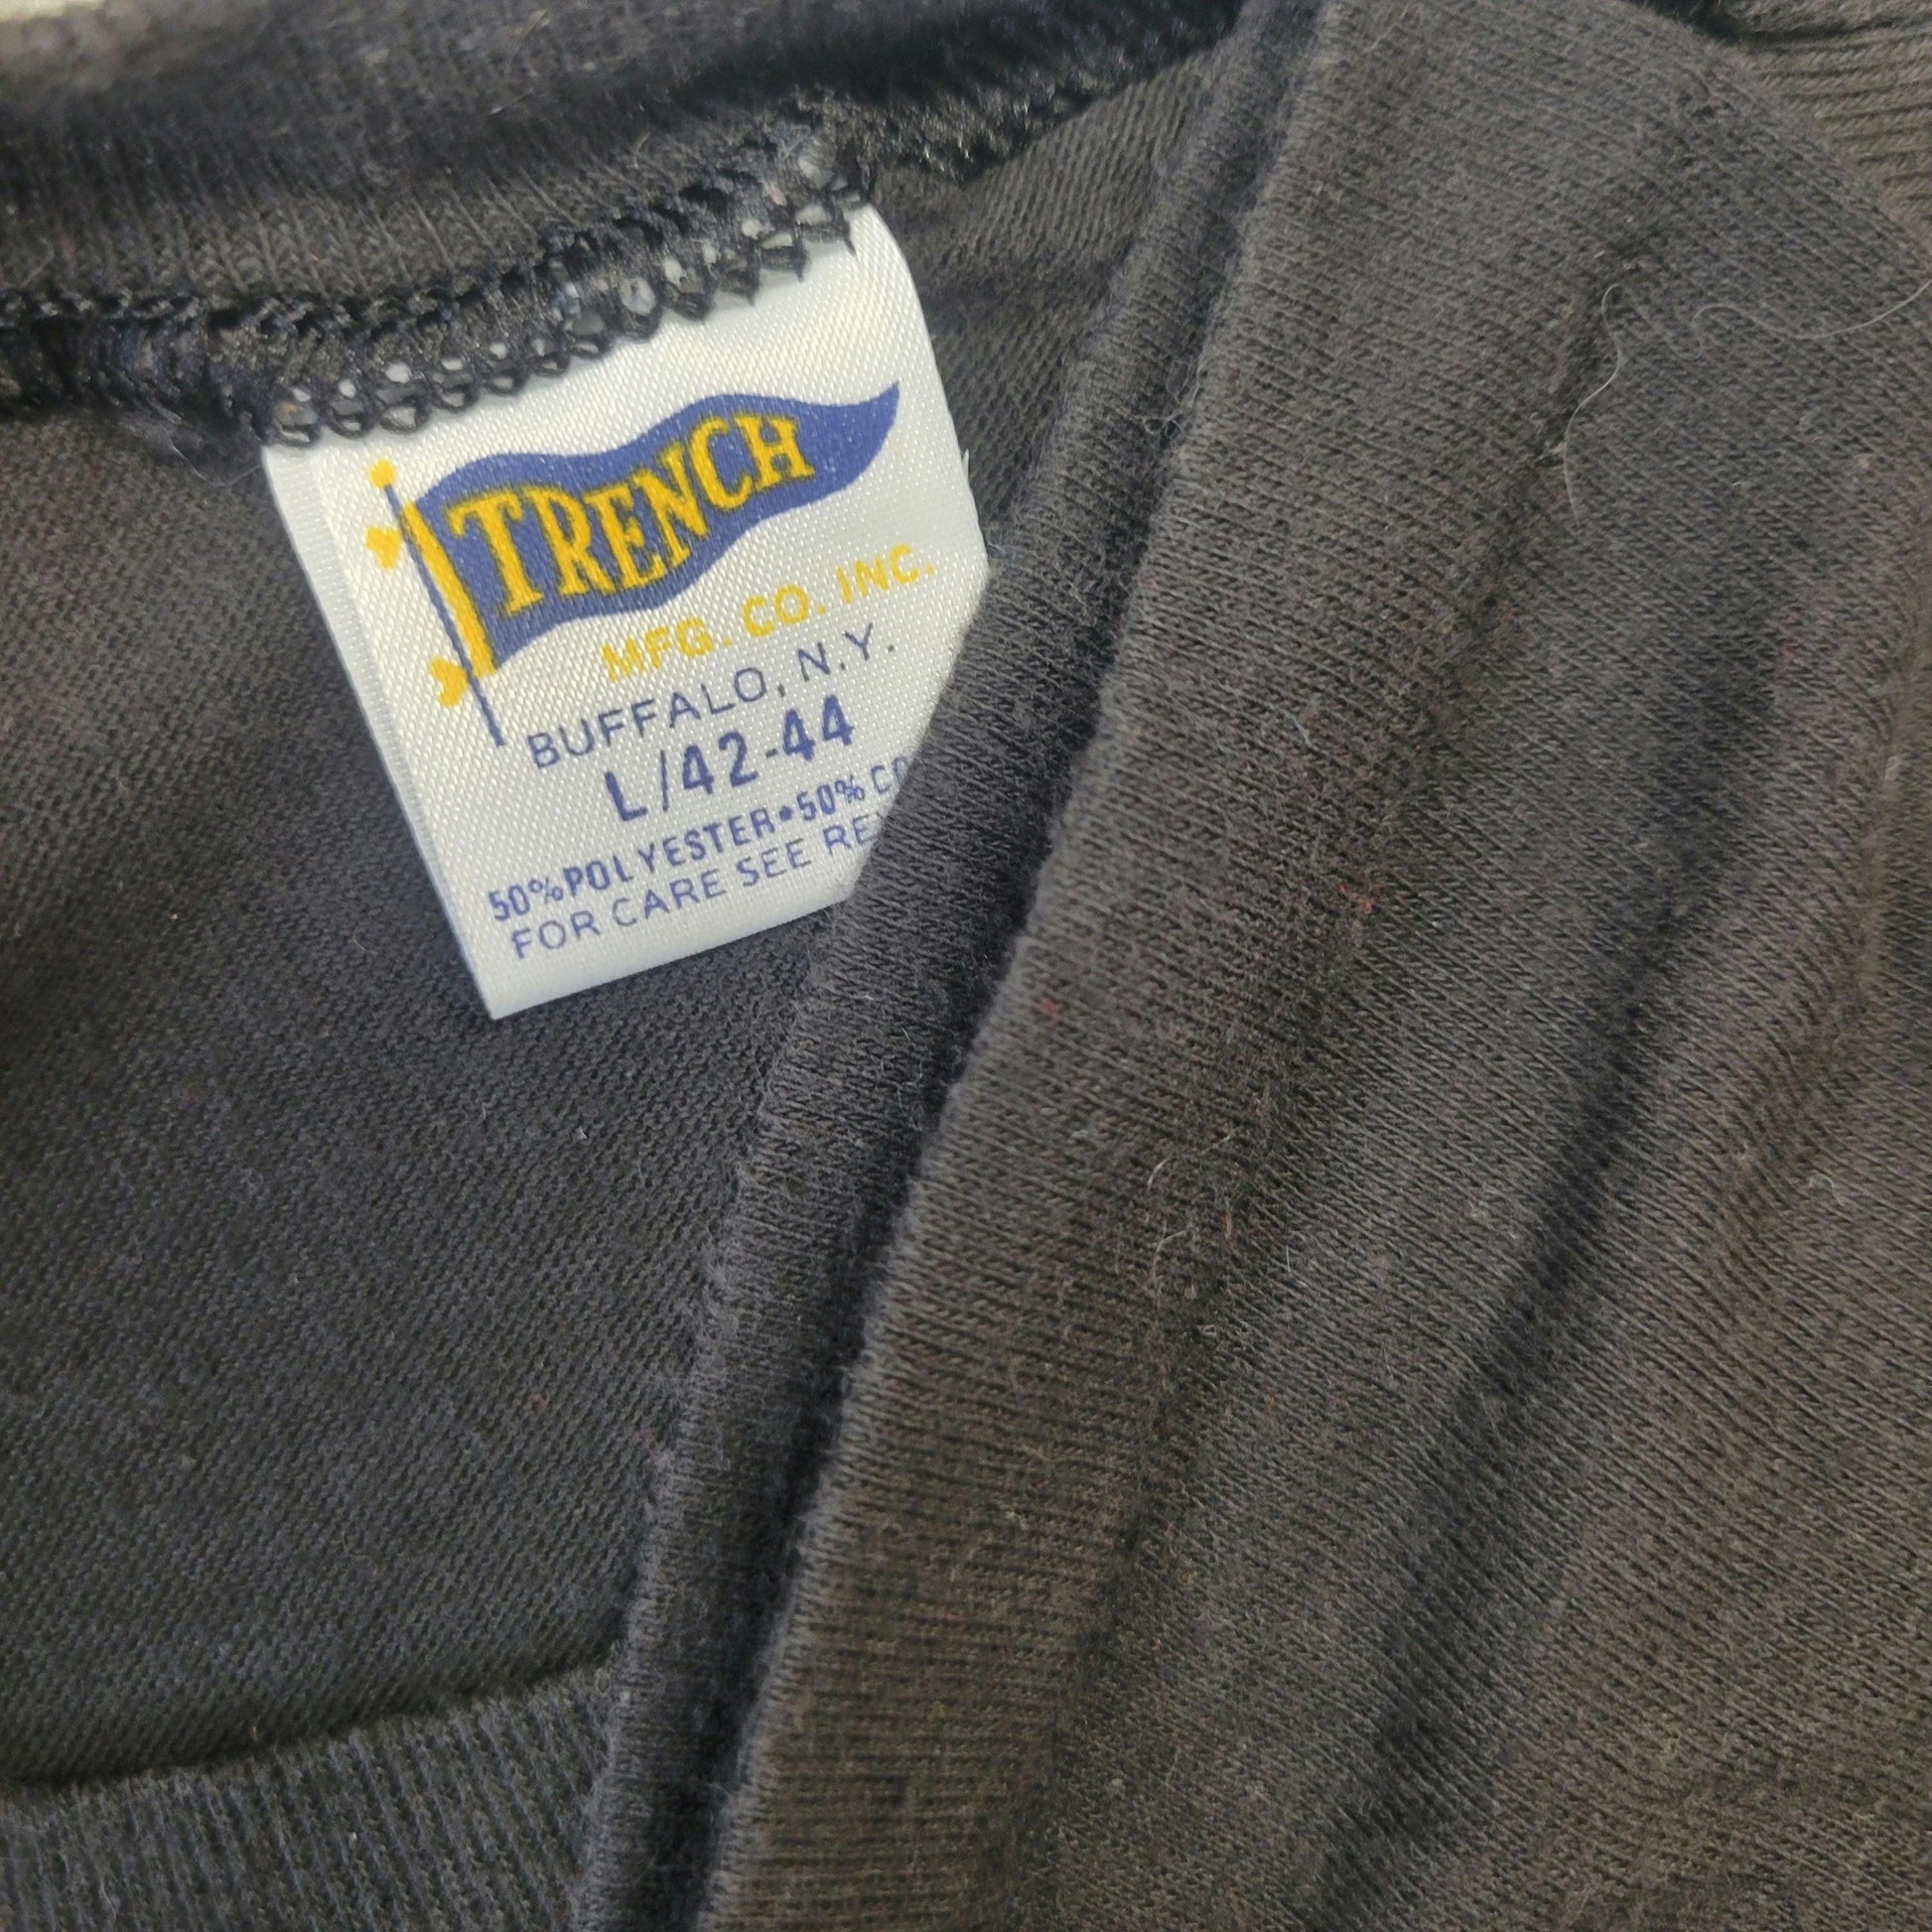 TRENCH
MFG. CO. INC.
BUFFALO, N.Y.
L/42-44
50% POLYESTER•50%
FOR CARE SEE